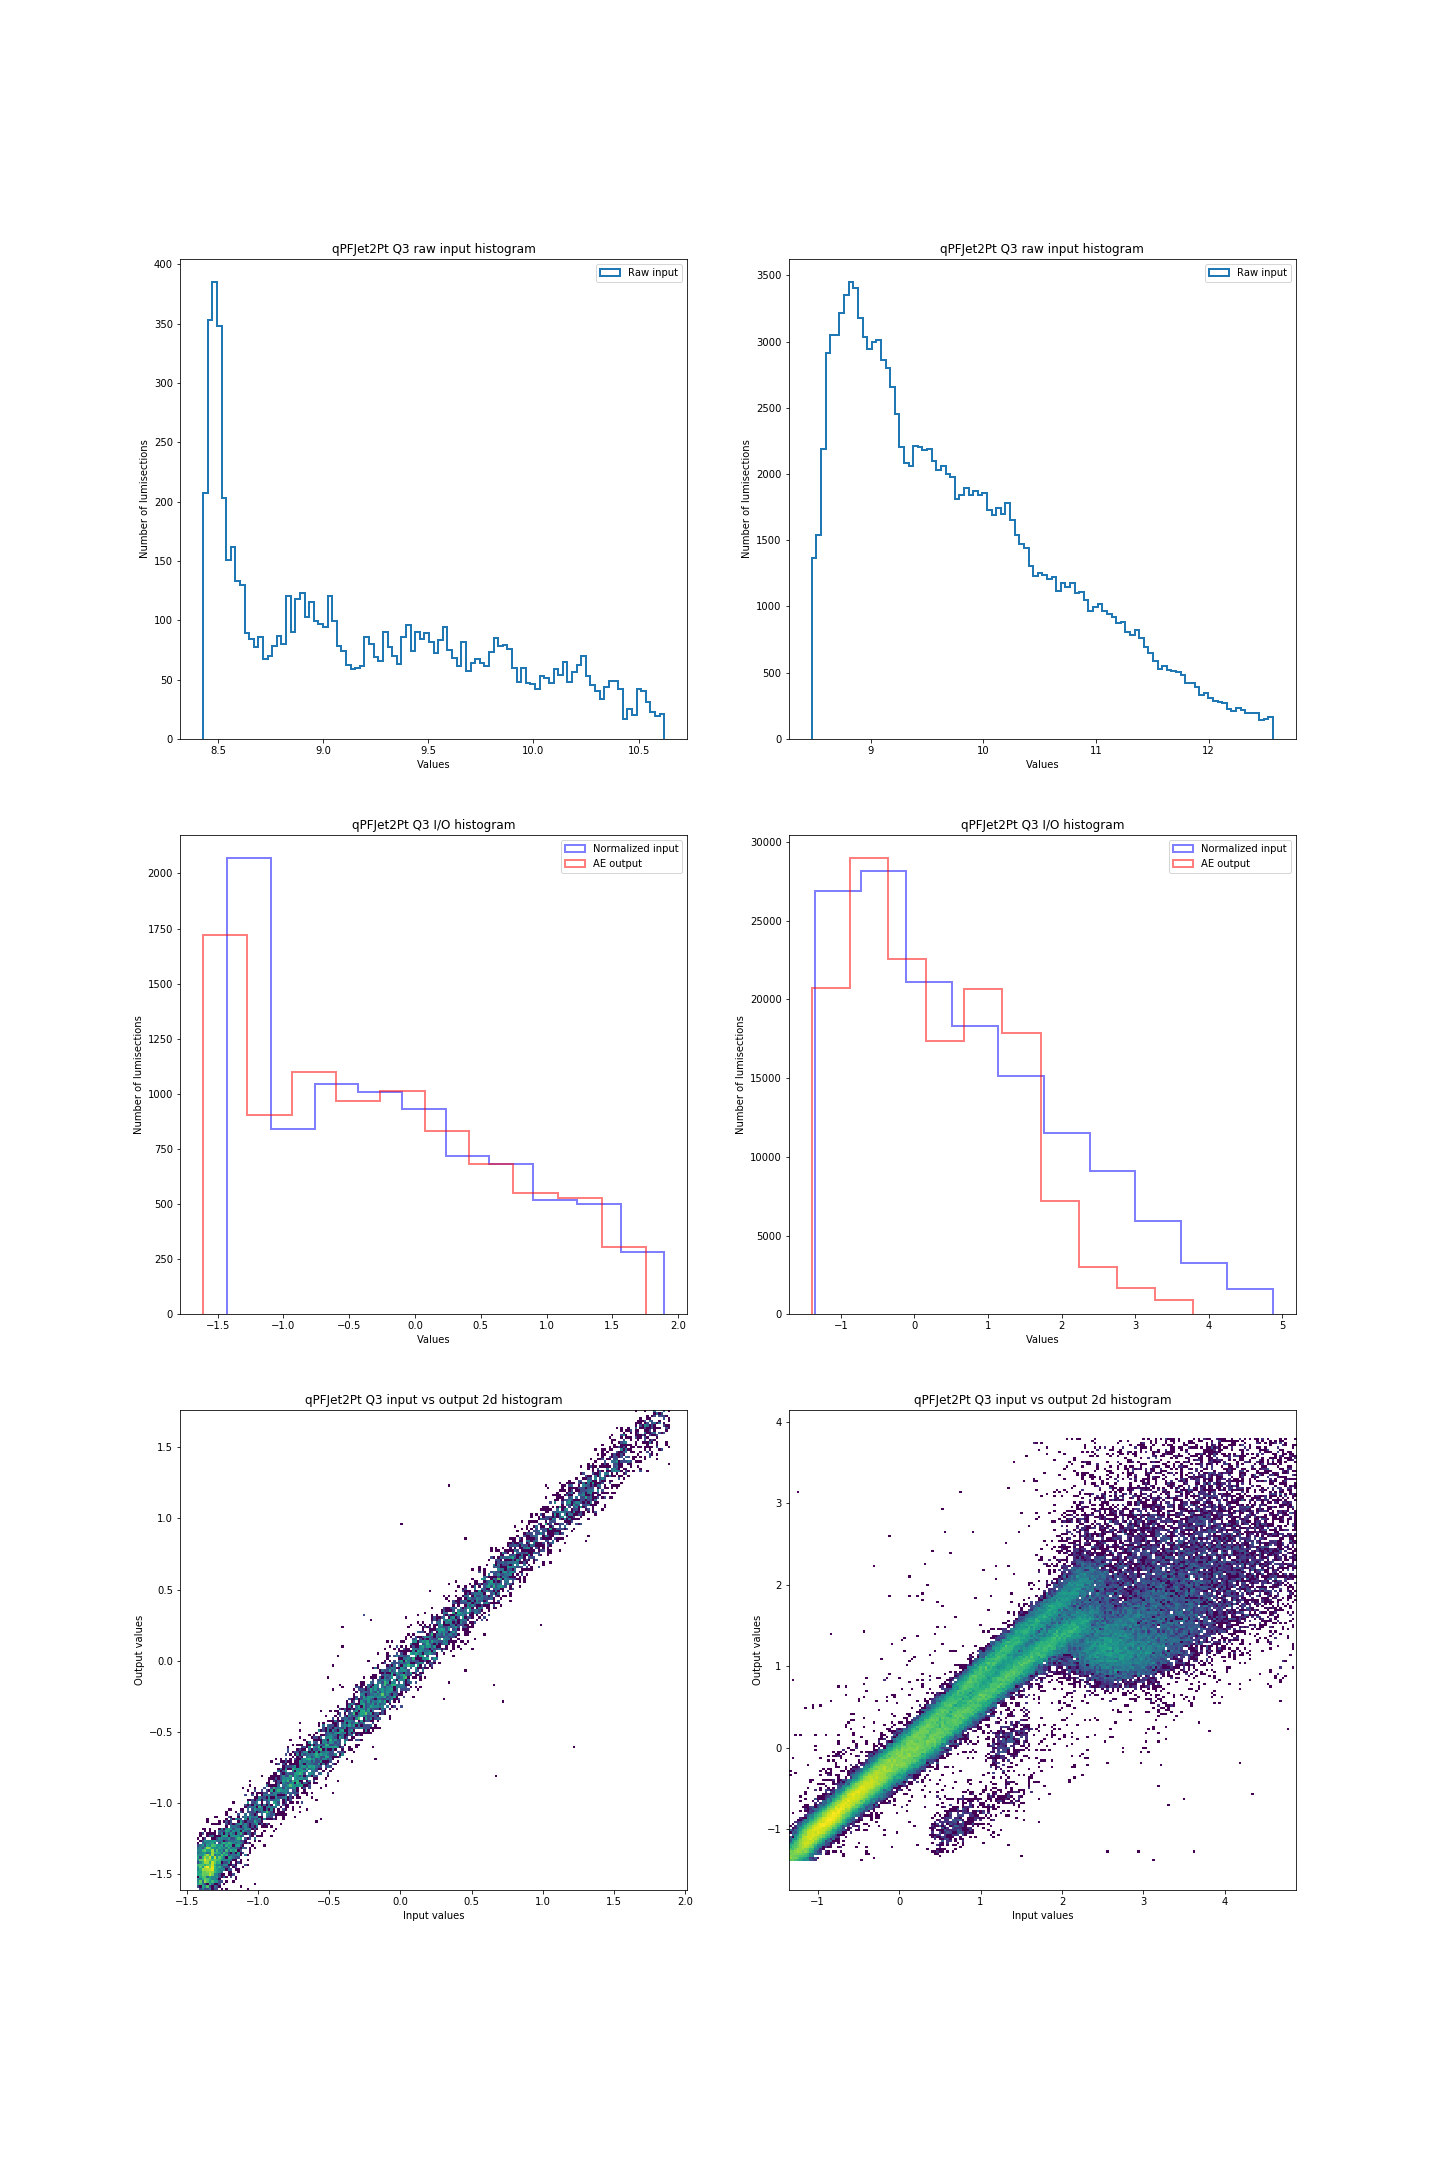 qPFJet2Pt Q3 raw input histogram
Raw input
400
350
300
250
200
150
100
50
0
Number of lumisections
8.5 9.0 9.5 10.0 10.5
Values
qPFJet2Pt Q3 raw input histogram
Raw input
3500
3000
2500
2000
1500
1000
500
0
Number of lumisections
9 10 11 12
Values
qPFJet2Pt Q3 I/O histogram
Normalized input
AE output
2000
1750
1500
1250
1000
750
500
250
0
Number of lumisections
−1.5 −1.0 −0.5 0.0 0.5 1.0 1.5 2.0
Values
qPFJet2Pt Q3 I/O histogram
Normalized input
AE output
30000
25000
20000
15000
10000
5000
0
Number of lumisections
−1 0 1 2 3 4 5
Values
qPFJet2Pt Q3 input vs output 2d histogram
1.5
1.0
0.5
0.0
−0.5
−1.0
−1.5
Output values
−1.5 −1.0 −0.5 0.0 0.5 1.0 1.5 2.0
Input values
qPFJet2Pt Q3 input vs output 2d histogram
4
3
2
1
0
−1
Output values
−1 0 1 2 3 4
Input values